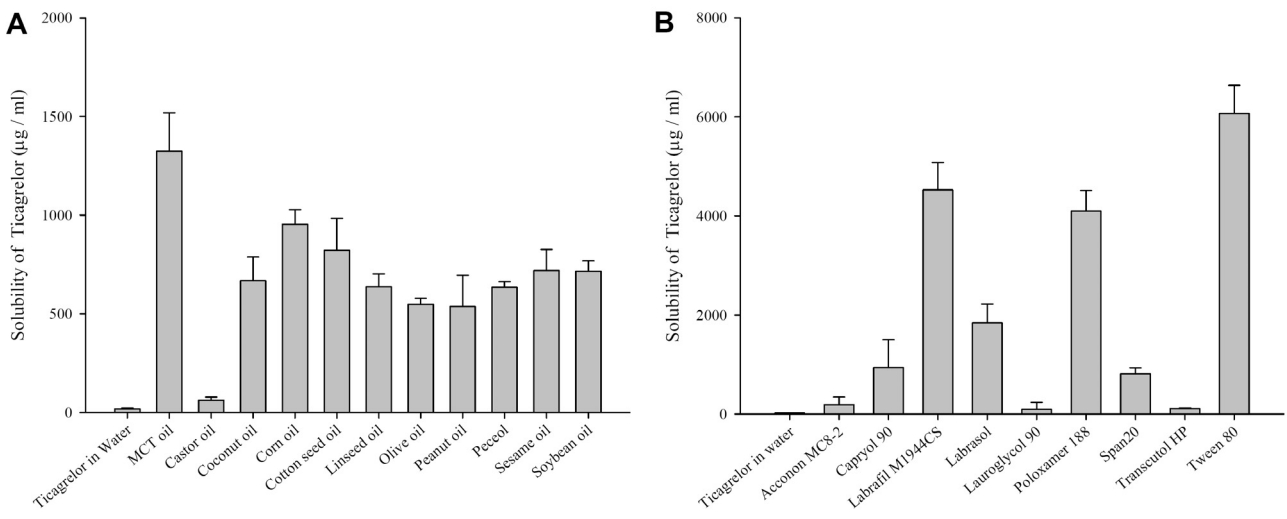 A
Solubility of Ticagrelor (µg / ml)
2000
1500
1000
500
0
Ticagrelor in Water
MCT oil
Castor oil
Coconut oil
Corn oil
Cotton seed oil
Linseed oil
Olive oil
Peanut oil
Peceol
Sesame oil
Soybean oil
B
Solubility of Ticagrelor (µg / ml)
8000
6000
4000
2000
0
Ticagrelor in water
Acconon MC8-2
Capryol 90
Labrafil M1944CS
Labrasol
Lauroglycol 90
Poloxamer 188
Span20
Transcutol HP
Tween 80